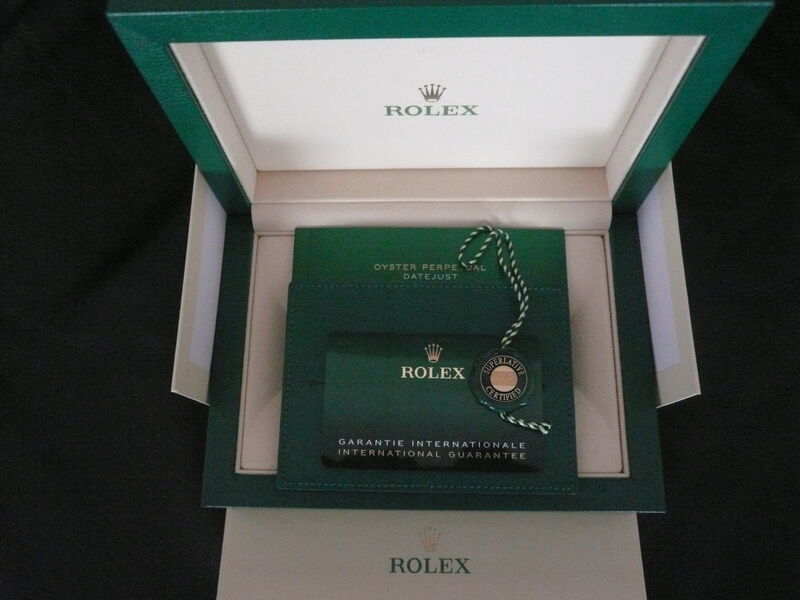 ROLEX
OYSTER PERPETUAL
DATEJUST
ROLEX
SUPERLATIVE
CERTIFIED
GARANTIE INTERNATIONALE
INTERNATIONAL GUARANTEE
ROLEX